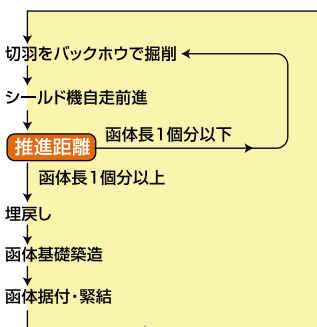 切羽をバックホウで掘削
シールド機自走前進
推進距離
函体長1個分以下
函体長1個分以上
埋戻し
函体基礎築造
函体据付・緊結